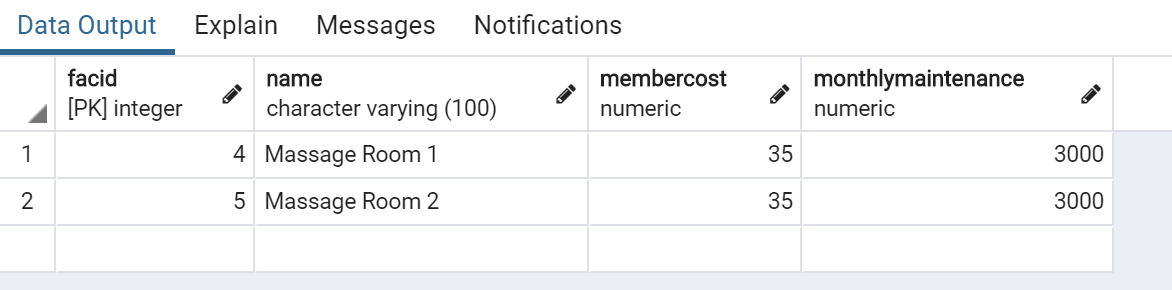 Data Output Explain Messages Notifications
facid name membercost monthlymaintenance
[PK] integer character varying (100) numeric numeric
1 4 Massage Room 1 35 3000
2 5 Massage Room 2 35 3000